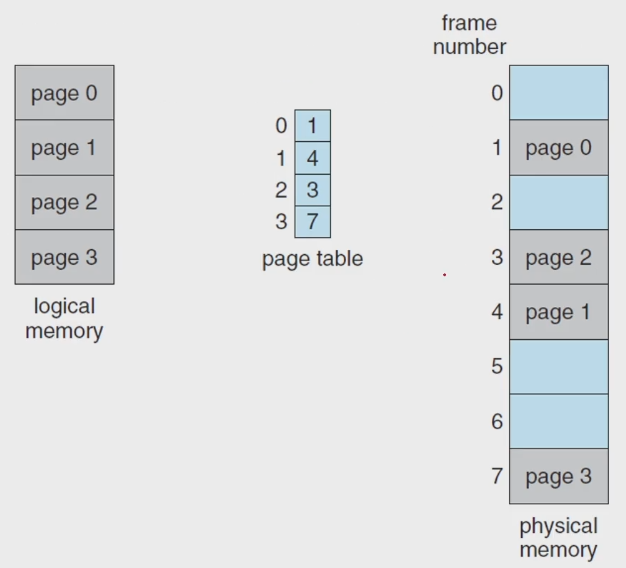 page 0
page 1
page 2
page 3
logical
memory
0 1
1 4
2 3
3 7
page table
frame
number
0
1 page 0
2
3 page 2
4 page 1
5
6
7 page 3
physical
memory